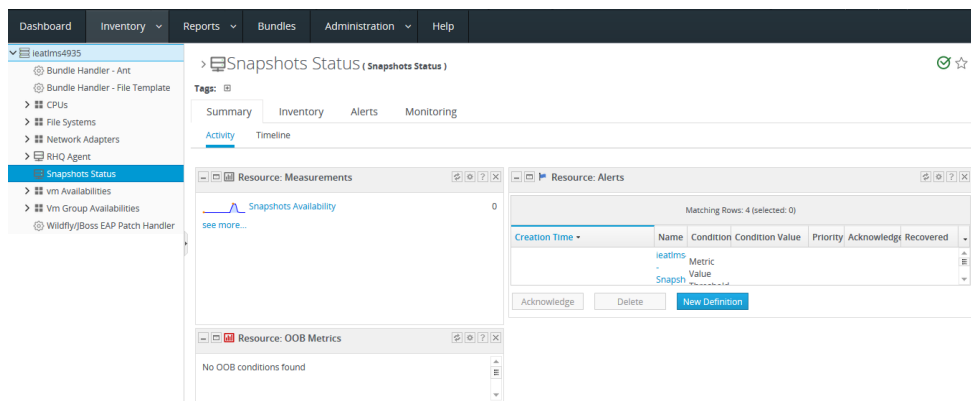 Dashboard Inventory Reports Bundles Administration Help
ieatlms4935
Bundle Handler - Ant
Bundle Handler - File Template
CPUs
File Systems
Network Adapters
RHQ Agent
Snapshots Status
vm Availabilities
Vm Group Availabilities
Wildfly/JBoss EAP Patch Handler
Snapshots Status ( Snapshots Status )
Tags:
Summary Inventory Alerts Monitoring
Activity Timeline
Resource: Measurements
Snapshots Availability 0
see more...
Resource: Alerts
Matching Rows: 4 (selected: 0)
Creation Time Name Condition Condition Value Priority Acknowledge Recovered
ieatlms
-
Snapsh
Metric
Value
Threshold
Acknowledge Delete New Definition
Resource: OOB Metrics
No OOB conditions found